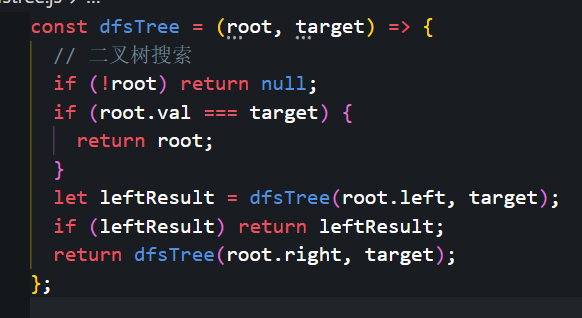 const dfsTree = (root, target) => {
// 二叉树搜索
if (!root) return null;
if (root.val === target) {
return root;
}
let leftResult = dfsTree(root.left, target);
if (leftResult) return leftResult;
return dfsTree(root.right, target);
};